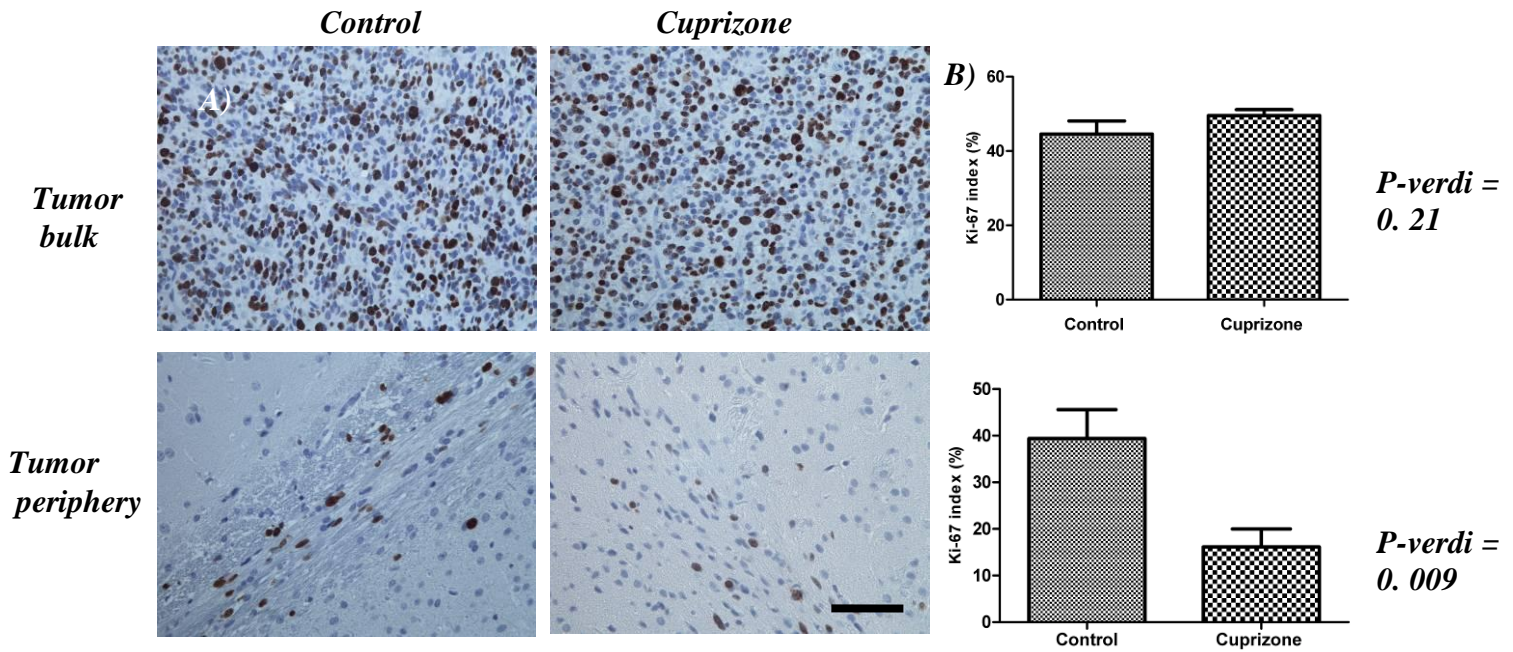 Control
Cuprizone
A)
B)
Tumor
bulk
60
40
20
0
Ki-67 index (%)
Control
Cuprizone
P-verdi =
0. 21
Tumor
periphery
50
40
30
20
10
0
Ki-67 index (%)
Control
Cuprizone
P-verdi =
0. 009